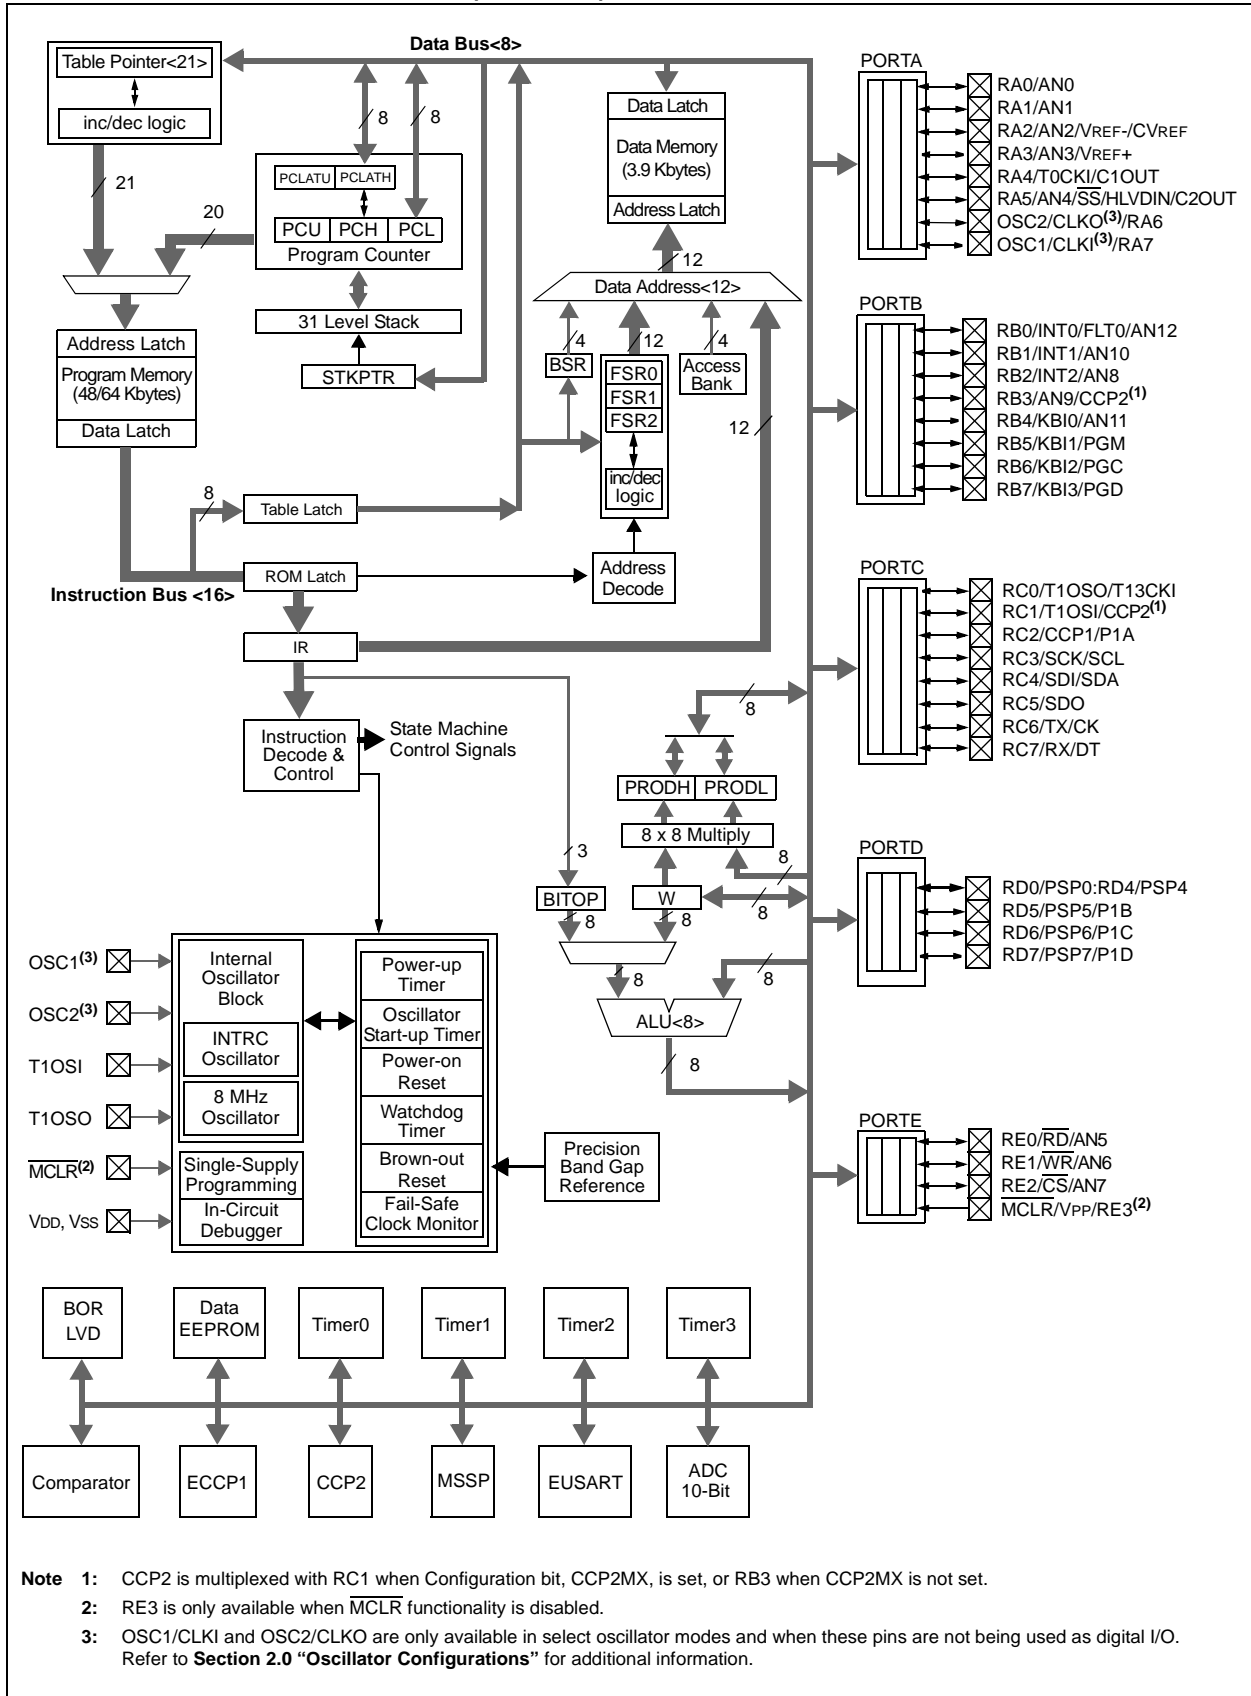 Data Bus<8>
Table Pointer<21>
inc/dec logic
21
20
8
8
PCLATU
PCLATH
PCU
PCH
PCL
Program Counter
31 Level Stack
STKPTR
Address Latch
Program Memory
(48/64 Kbytes)
Data Latch
8
Table Latch
ROM Latch
Instruction Bus <16>
IR
Instruction
Decode &
Control
State Machine
Control Signals
Data Latch
Data Memory
(3.9 Kbytes)
Address Latch
12
Data Address<12>
4
12
4
BSR
FSR0
FSR1
FSR2
inc/dec
logic
Access
Bank
12
Address
Decode
8
PRODH
PRODL
8 x 8 Multiply
8
3
BITOP
W
8
8
8
8
8
ALU<8>
8
OSC1(3)
OSC2(3)
T1OSI
T1OSO
MCLR(2)
VDD, VSS
Internal
Oscillator
Block
INTRC
Oscillator
8 MHz
Oscillator
Single-Supply
Programming
In-Circuit
Debugger
Power-up
Timer
Oscillator
Start-up Timer
Power-on
Reset
Watchdog
Timer
Brown-out
Reset
Fail-Safe
Clock Monitor
Precision
Band Gap
Reference
PORTA
RA0/AN0
RA1/AN1
RA2/AN2/VREF-/CVREF
RA3/AN3/VREF+
RA4/T0CKI/C1OUT
RA5/AN4/SS/HLVDIN/C2OUT
OSC2/CLKO(3)/RA6
OSC1/CLKI(3)/RA7
PORTB
RB0/INT0/FLT0/AN12
RB1/INT1/AN10
RB2/INT2/AN8
RB3/AN9/CCP2(1)
RB4/KBI0/AN11
RB5/KBI1/PGM
RB6/KBI2/PGC
RB7/KBI3/PGD
PORTC
RC0/T1OSO/T13CKI
RC1/T1OSI/CCP2(1)
RC2/CCP1/P1A
RC3/SCK/SCL
RC4/SDI/SDA
RC5/SDO
RC6/TX/CK
RC7/RX/DT
PORTD
RD0/PSP0:RD4/PSP4
RD5/PSP5/P1B
RD6/PSP6/P1C
RD7/PSP7/P1D
PORTE
RE0/RD/AN5
RE1/WR/AN6
RE2/CS/AN7
MCLR/VPP/RE3(2)
BOR
LVD
Data
EEPROM
Timer0
Timer1
Timer2
Timer3
Comparator
ECCP1
CCP2
MSSP
EUSART
ADC
10-Bit
Note 1: CCP2 is multiplexed with RC1 when Configuration bit, CCP2MX, is set, or RB3 when CCP2MX is not set.
2: RE3 is only available when MCLR functionality is disabled.
3: OSC1/CLKI and OSC2/CLKO are only available in select oscillator modes and when these pins are not being used as digital I/O.
Refer to Section 2.0 “Oscillator Configurations” for additional information.